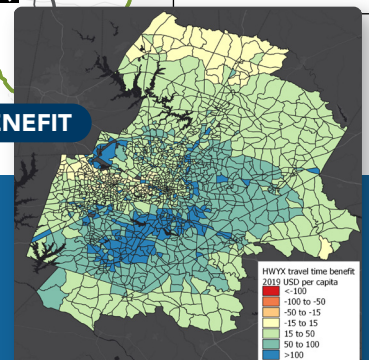 ENEFIT
HWYX travel time benefit
2019 USD per capita
<-100
-100 to -50
-50 to -15
-15 to 15
15 to 50
50 to 100
>100